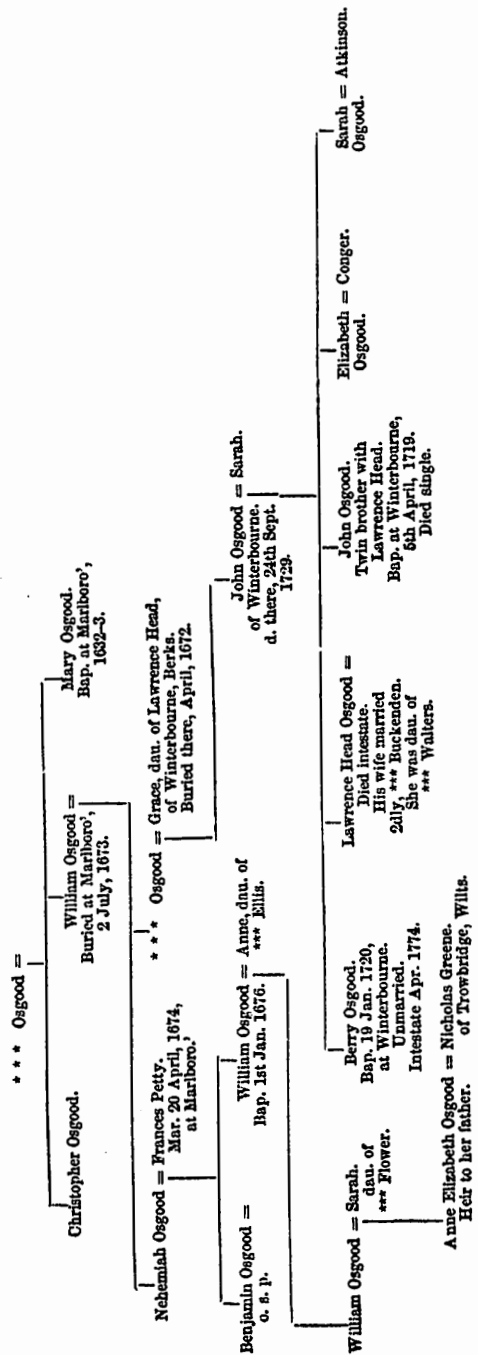 * * * Osgood =
Christopher Osgood.
William Osgood =
Buried at Marlboro',
2 July, 1673.
Mary Osgood.
Bap. at Marlboro',
1632-3.
Nehemiah Osgood = Frances Petty.
Mar. 20 April, 1674,
at Marlboro.'
* * * Osgood = Grace, dau. of Lawrence Head,
of Winterbourne, Berks.
Buried there, April, 1672.
Benjamin Osgood =
o. s. p.
William Osgood = Anne, dau. of
Bap. 1st Jan. 1676. *** Ellis.
John Osgood = Sarah.
of Winterbourne.
d. there, 24th Sept.
1729.
William Osgood = Sarah.
dau. of
*** Flower.
Berry Osgood.
Bap. 19 Jan. 1720,
at Winterbourne.
Unmarried.
Intestate Apr. 1774.
Lawrence Head Osgood =
Died intestate.
His wife married
2dly, *** Buckenden.
She was dau. of
*** Walters.
John Osgood.
Twin brother with
Lawrence Head.
Bap. at Winterbourne,
5th April, 1719.
Died single.
Elizabeth = Conger.
Osgood.
Sarah = Atkinson.
Osgood.
Anne Elizabeth Osgood = Nicholas Greene.
Heir to her father. of Trowbridge, Wilts.